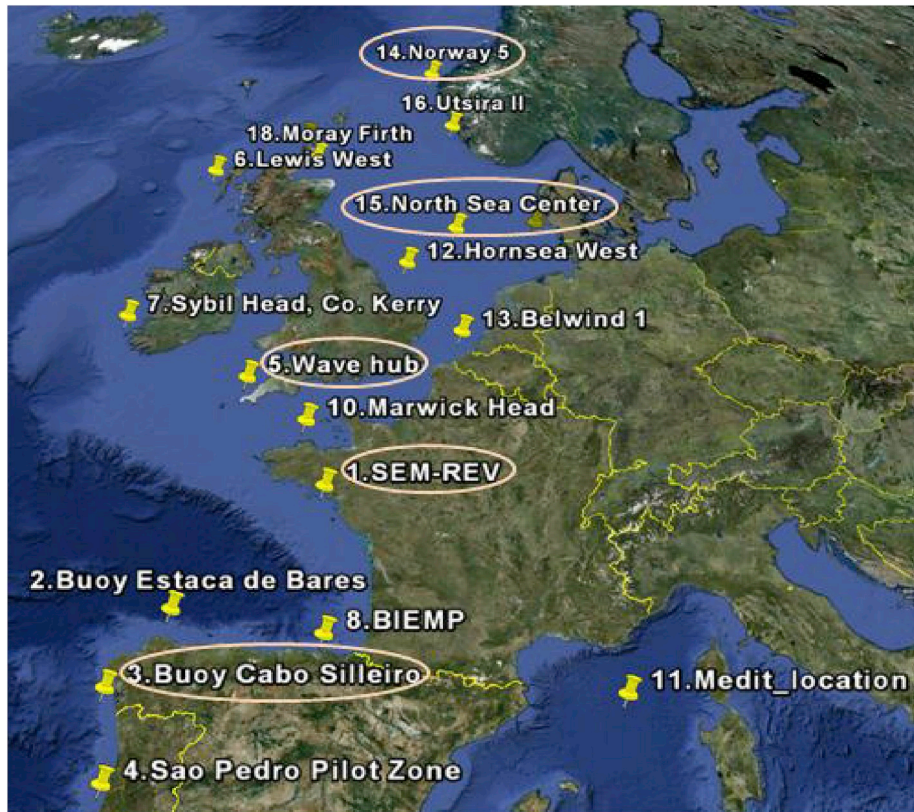 14.Norway 5
16.Utsira II
18.Moray Firth
6.Lewis West
15.North Sea Center
12.Hornsea West
7.Sybil Head, Co. Kerry
13.Belwind 1
5.Wave hub
10.Marwick Head
1.SEM-REV
2.Buoy Estaca de Bares
8.BIEMP
3.Buoy Cabo Silleiro
11.Medit_location
4.Sao Pedro Pilot Zone